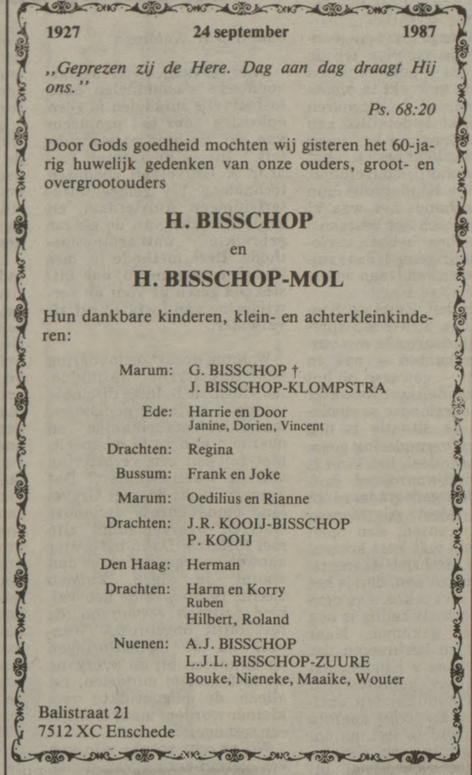 1927 24 september 1987
,,Geprezen zij de Here. Dag aan dag draagt Hij
ons."
Ps. 68:20
Door Gods goedheid mochten wij gisteren het 60-ja-
rig huwelijk gedenken van onze ouders, groot- en
overgrootouders
H. BISSCHOP
en
H. BISSCHOP-MOL
Hun dankbare kinderen, klein- en achterkleinkinde-
ren:
Marum: G. BISSCHOP †
J. BISSCHOP-KLOMPSTRA
Ede: Harrie en Door
Janine, Dorien, Vincent
Drachten: Regina
Bussum: Frank en Joke
Marum: Oedilius en Rianne
Drachten: J.R. KOOIJ-BISSCHOP
P. KOOIJ
Den Haag: Herman
Drachten: Harm en Korry
Ruben
Hilbert, Roland
Nuenen: A.J. BISSCHOP
L.J.L. BISSCHOP-ZUURE
Bouke, Nieneke, Maaike, Wouter
Balistraat 21
7512 XC Enschede